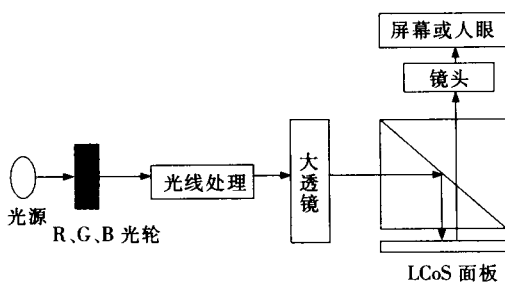 屏幕或人眼
镜头
大透镜
光线处理
光源
R、G、B 光轮
LCoS 面板